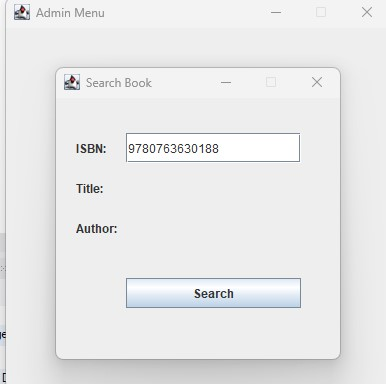 Admin Menu
Search Book
ISBN: 9780763630188
Title:
Author:
Search